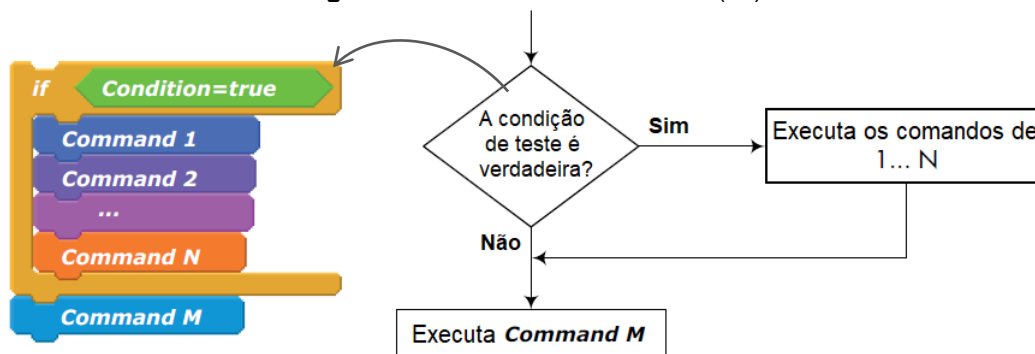 if Condition=true
Command 1
Command 2
...
Command N
Command M
A condição
de teste é
verdadeira?
Sim
Executa os comandos de
1... N
Não
Executa Command M